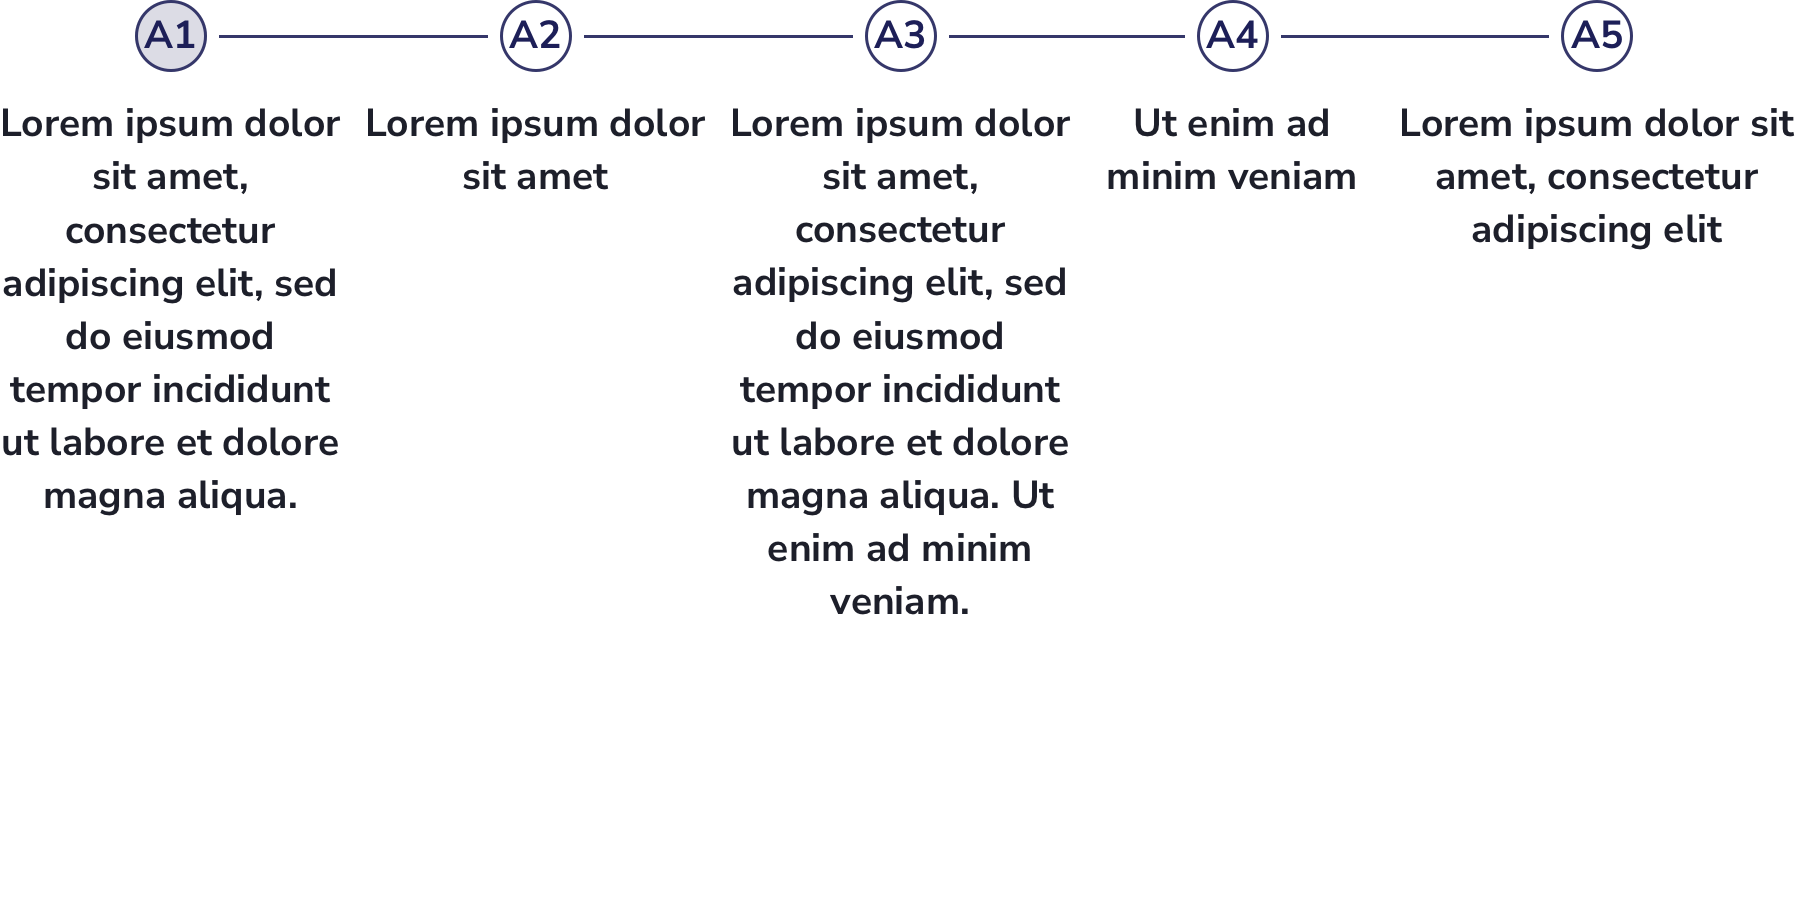 A1
A2
A3
A4
A5
Lorem ipsum dolor
sit amet,
consectetur
adipiscing elit, sed
do eiusmod
tempor incididunt
ut labore et dolore
magna aliqua.
Lorem ipsum dolor
sit amet
Lorem ipsum dolor
sit amet,
consectetur
adipiscing elit, sed
do eiusmod
tempor incididunt
ut labore et dolore
magna aliqua. Ut
enim ad minim
veniam.
Ut enim ad
minim veniam
Lorem ipsum dolor sit
amet, consectetur
adipiscing elit